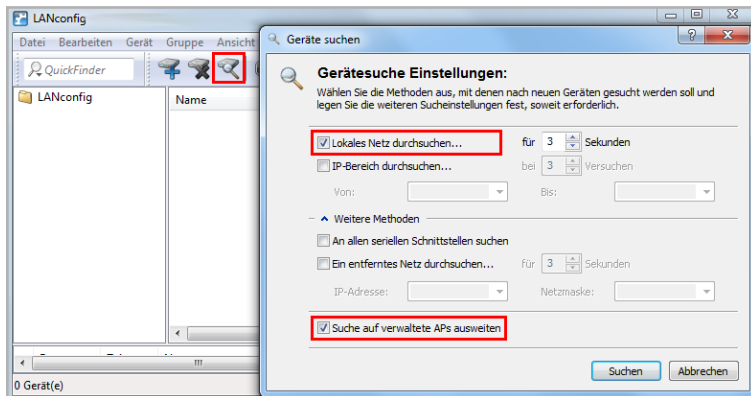 LANconfig
Datei Bearbeiten Gerät Gruppe Ansicht
QuickFinder
LANconfig
Name
0 Gerät(e)
Geräte suchen
Gerätesuche Einstellungen:
Wählen Sie die Methoden aus, mit denen nach neuen Geräten gesucht werden soll und
legen Sie die weiteren Sucheinstellungen fest, soweit erforderlich.
Lokales Netz durchsuchen... für 3 Sekunden
IP-Bereich durchsuchen... bei 3 Versuchen
Von: Bis:
Weitere Methoden
An allen seriellen Schnittstellen suchen
Ein entferntes Netz durchsuchen... für 3 Sekunden
IP-Adresse: Netzmaske:
Suche auf verwaltete APs ausweiten
Suchen Abbrechen